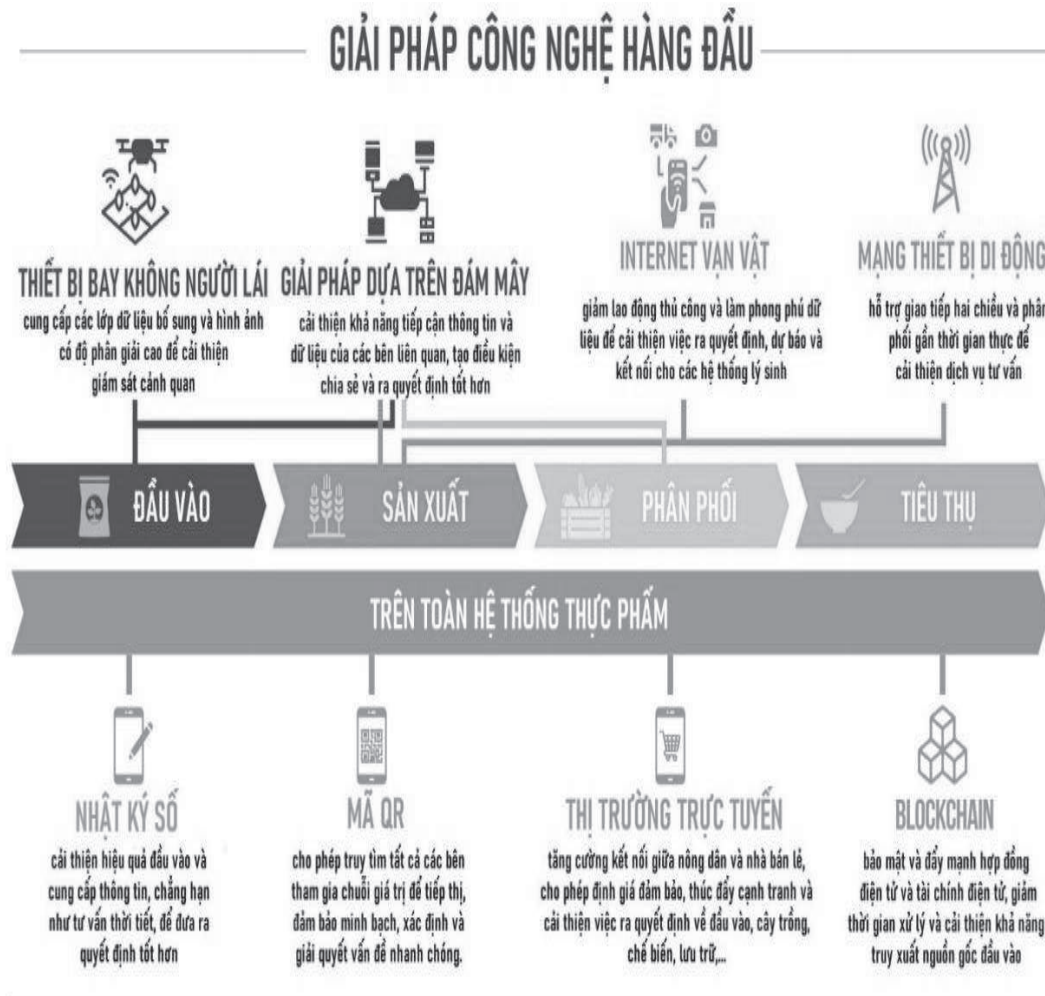 GIẢI PHÁP CÔNG NGHỆ HÀNG ĐẦU
THIẾT BỊ BAY KHÔNG NGƯỜI LÁI
cung cấp các lớp dữ liệu bổ sung và hình ảnh
có độ phân giải cao để cải thiện
giám sát cảnh quan
GIẢI PHÁP DỰA TRÊN ĐÁM MÂY
cải thiện khả năng tiếp cận thông tin và
dữ liệu của các bên liên quan, tạo điều kiện
chia sẻ và ra quyết định tốt hơn
INTERNET VẠN VẬT
giảm lao động thủ công và làm phong phú dữ
liệu để cải thiện việc ra quyết định, dự báo và
kết nối cho các hệ thống lý sinh
MẠNG THIẾT BỊ DI ĐỘNG
hỗ trợ giao tiếp hai chiều và phân
phối gần thời gian thực để
cải thiện dịch vụ tư vấn
ĐẦU VÀO
SẢN XUẤT
PHÂN PHỐI
TIÊU THỤ
TRÊN TOÀN HỆ THỐNG THỰC PHẨM
NHẬT KÝ SỐ
cải thiện hiệu quả đầu vào và
cung cấp thông tin, chẳng hạn
như tư vấn thời tiết, để đưa ra
quyết định tốt hơn
MÃ QR
cho phép truy tìm tất cả các bên
tham gia chuỗi giá trị để tiếp thị,
đảm bảo minh bạch, xác định và
giải quyết vấn đề nhanh chóng.
THỊ TRƯỜNG TRỰC TUYẾN
tăng cường kết nối giữa nông dân và nhà bán lẻ,
cho phép định giá đảm bảo, thúc đẩy cạnh tranh và
cải thiện việc ra quyết định về đầu vào, cây trồng,
chế biến, lưu trữ,...
BLOCKCHAIN
bảo mật và đẩy mạnh hợp đồng
điện tử và tài chính điện tử, giảm
thời gian xử lý và cải thiện khả năng
truy xuất nguồn gốc đầu vào